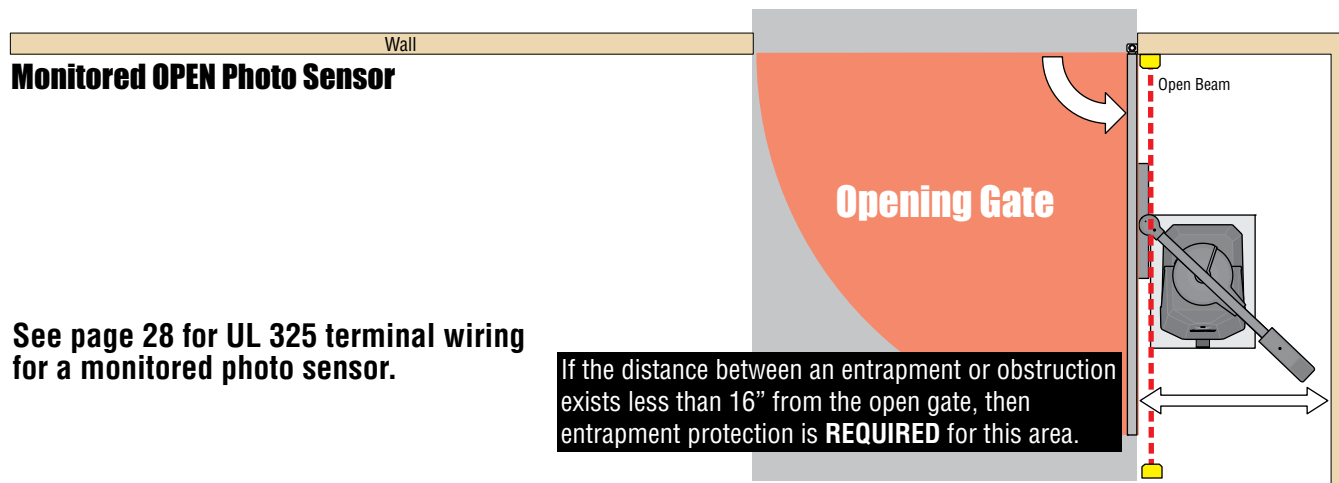 Wall
Monitored OPEN Photo Sensor
Open Beam
Opening Gate
See page 28 for UL 325 terminal wiring
for a monitored photo sensor.
If the distance between an entrapment or obstruction
exists less than 16” from the open gate, then
entrapment protection is REQUIRED for this area.